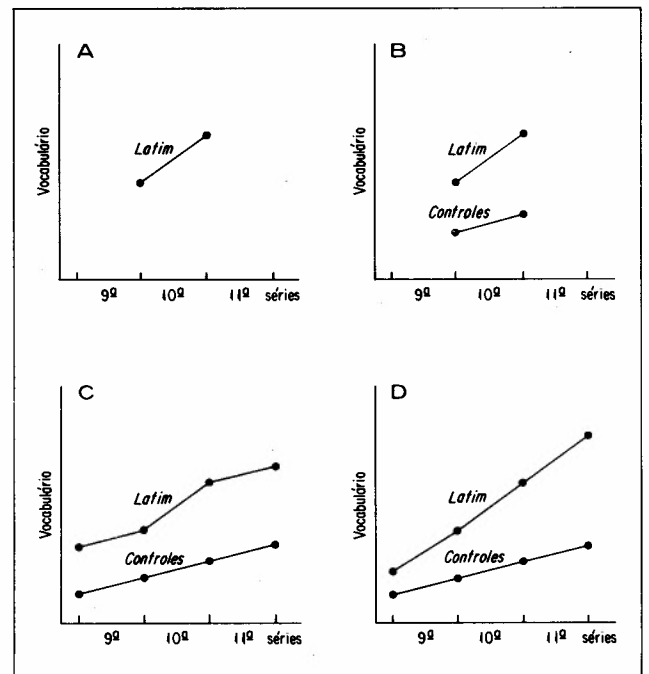 A
Vocabulário
Latim
9ª 10ª 11ª séries
B
Vocabulário
Latim
Controles
9ª 10ª 11ª séries
C
Vocabulário
Latim
Controles
9ª 10ª 11ª séries
D
Vocabulário
Latim
Controles
9ª 10ª 11ª séries